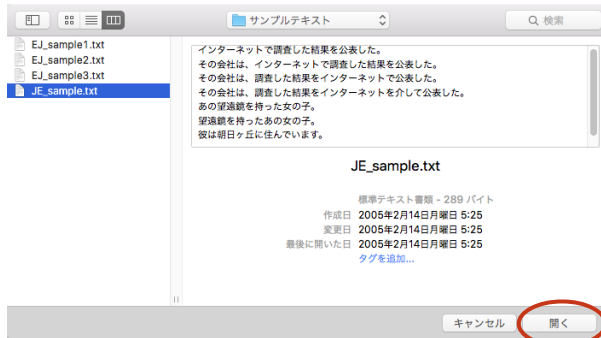 サンプルテキスト
検索
EJ_sample1.txt
EJ_sample2.txt
EJ_sample3.txt
JE_sample.txt
インターネットで調査した結果を公表した。
その会社は、インターネットで調査した結果を公表した。
その会社は、調査した結果をインターネットで公表した。
その会社は、調査した結果をインターネットを介して公表した。
あの望遠鏡を持った女の子。
望遠鏡を持ったあの女の子。
彼は朝日ヶ丘に住んでいます。
JE_sample.txt
標準テキスト書類 - 289 バイト
作成日 2005年2月14日月曜日 5:25
変更日 2005年2月14日月曜日 5:25
最後に開いた日 2005年2月14日月曜日 5:25
タグを追加...
キャンセル
開く